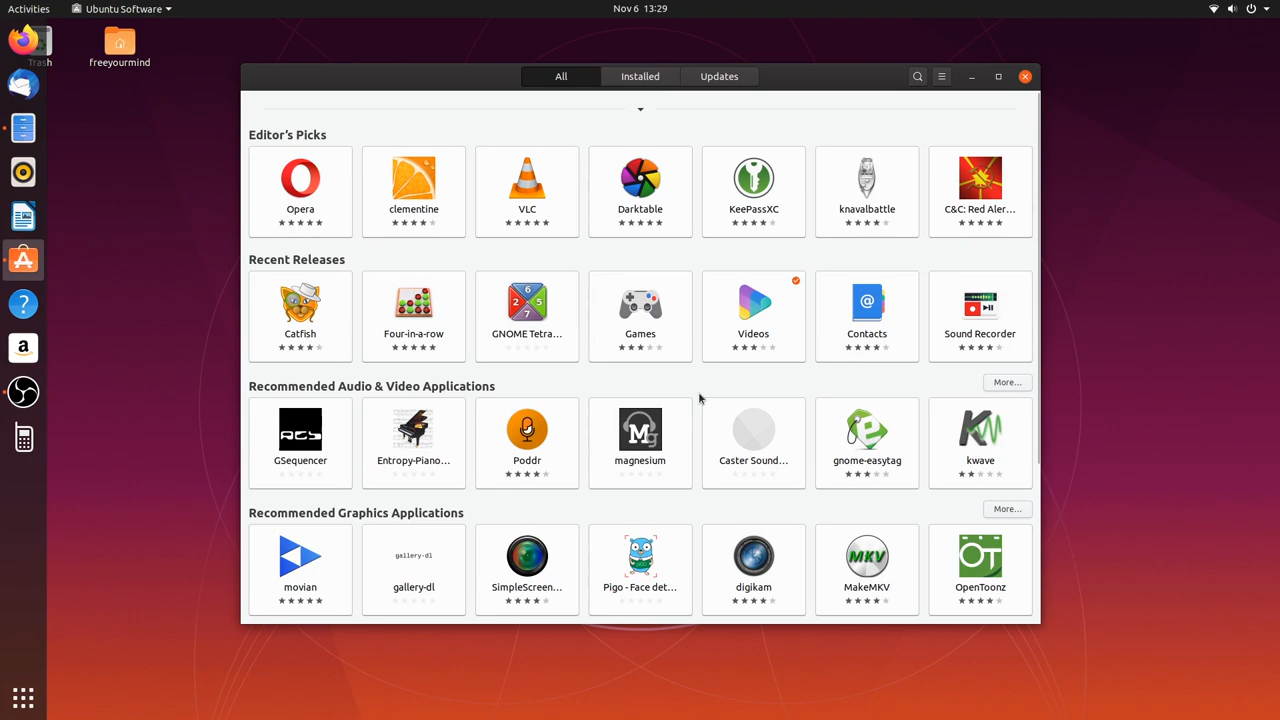 Activities
Ubuntu Software
Nov 6 13:29
Trash
freeyourmind
All
Installed
Updates
Editor's Picks
Opera
clementine
VLC
Darktable
KeePassXC
knavalbattle
C&C: Red Aler...
Recent Releases
Catfish
Four-in-a-row
GNOME Tetra...
Games
Videos
Contacts
Sound Recorder
Recommended Audio & Video Applications
More...
GSequencer
Entropy-Piano...
Poddr
magnesium
Caster Sound...
gnome-easytag
kwave
Recommended Graphics Applications
More...
movian
gallery-dl
gallery-dl
SimpleScreen...
Pigo - Face det...
digikam
MKV
MakeMKV
OT
OpenToonz